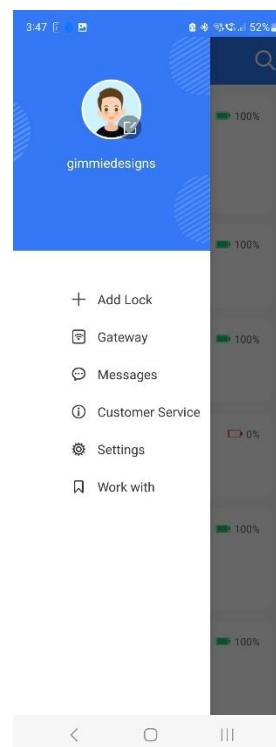 3:47
52%
100%
gimmiedesigns
100%
+ Add Lock
Gateway
100%
Messages
Customer Service
0%
Settings
Work with
100%
100%